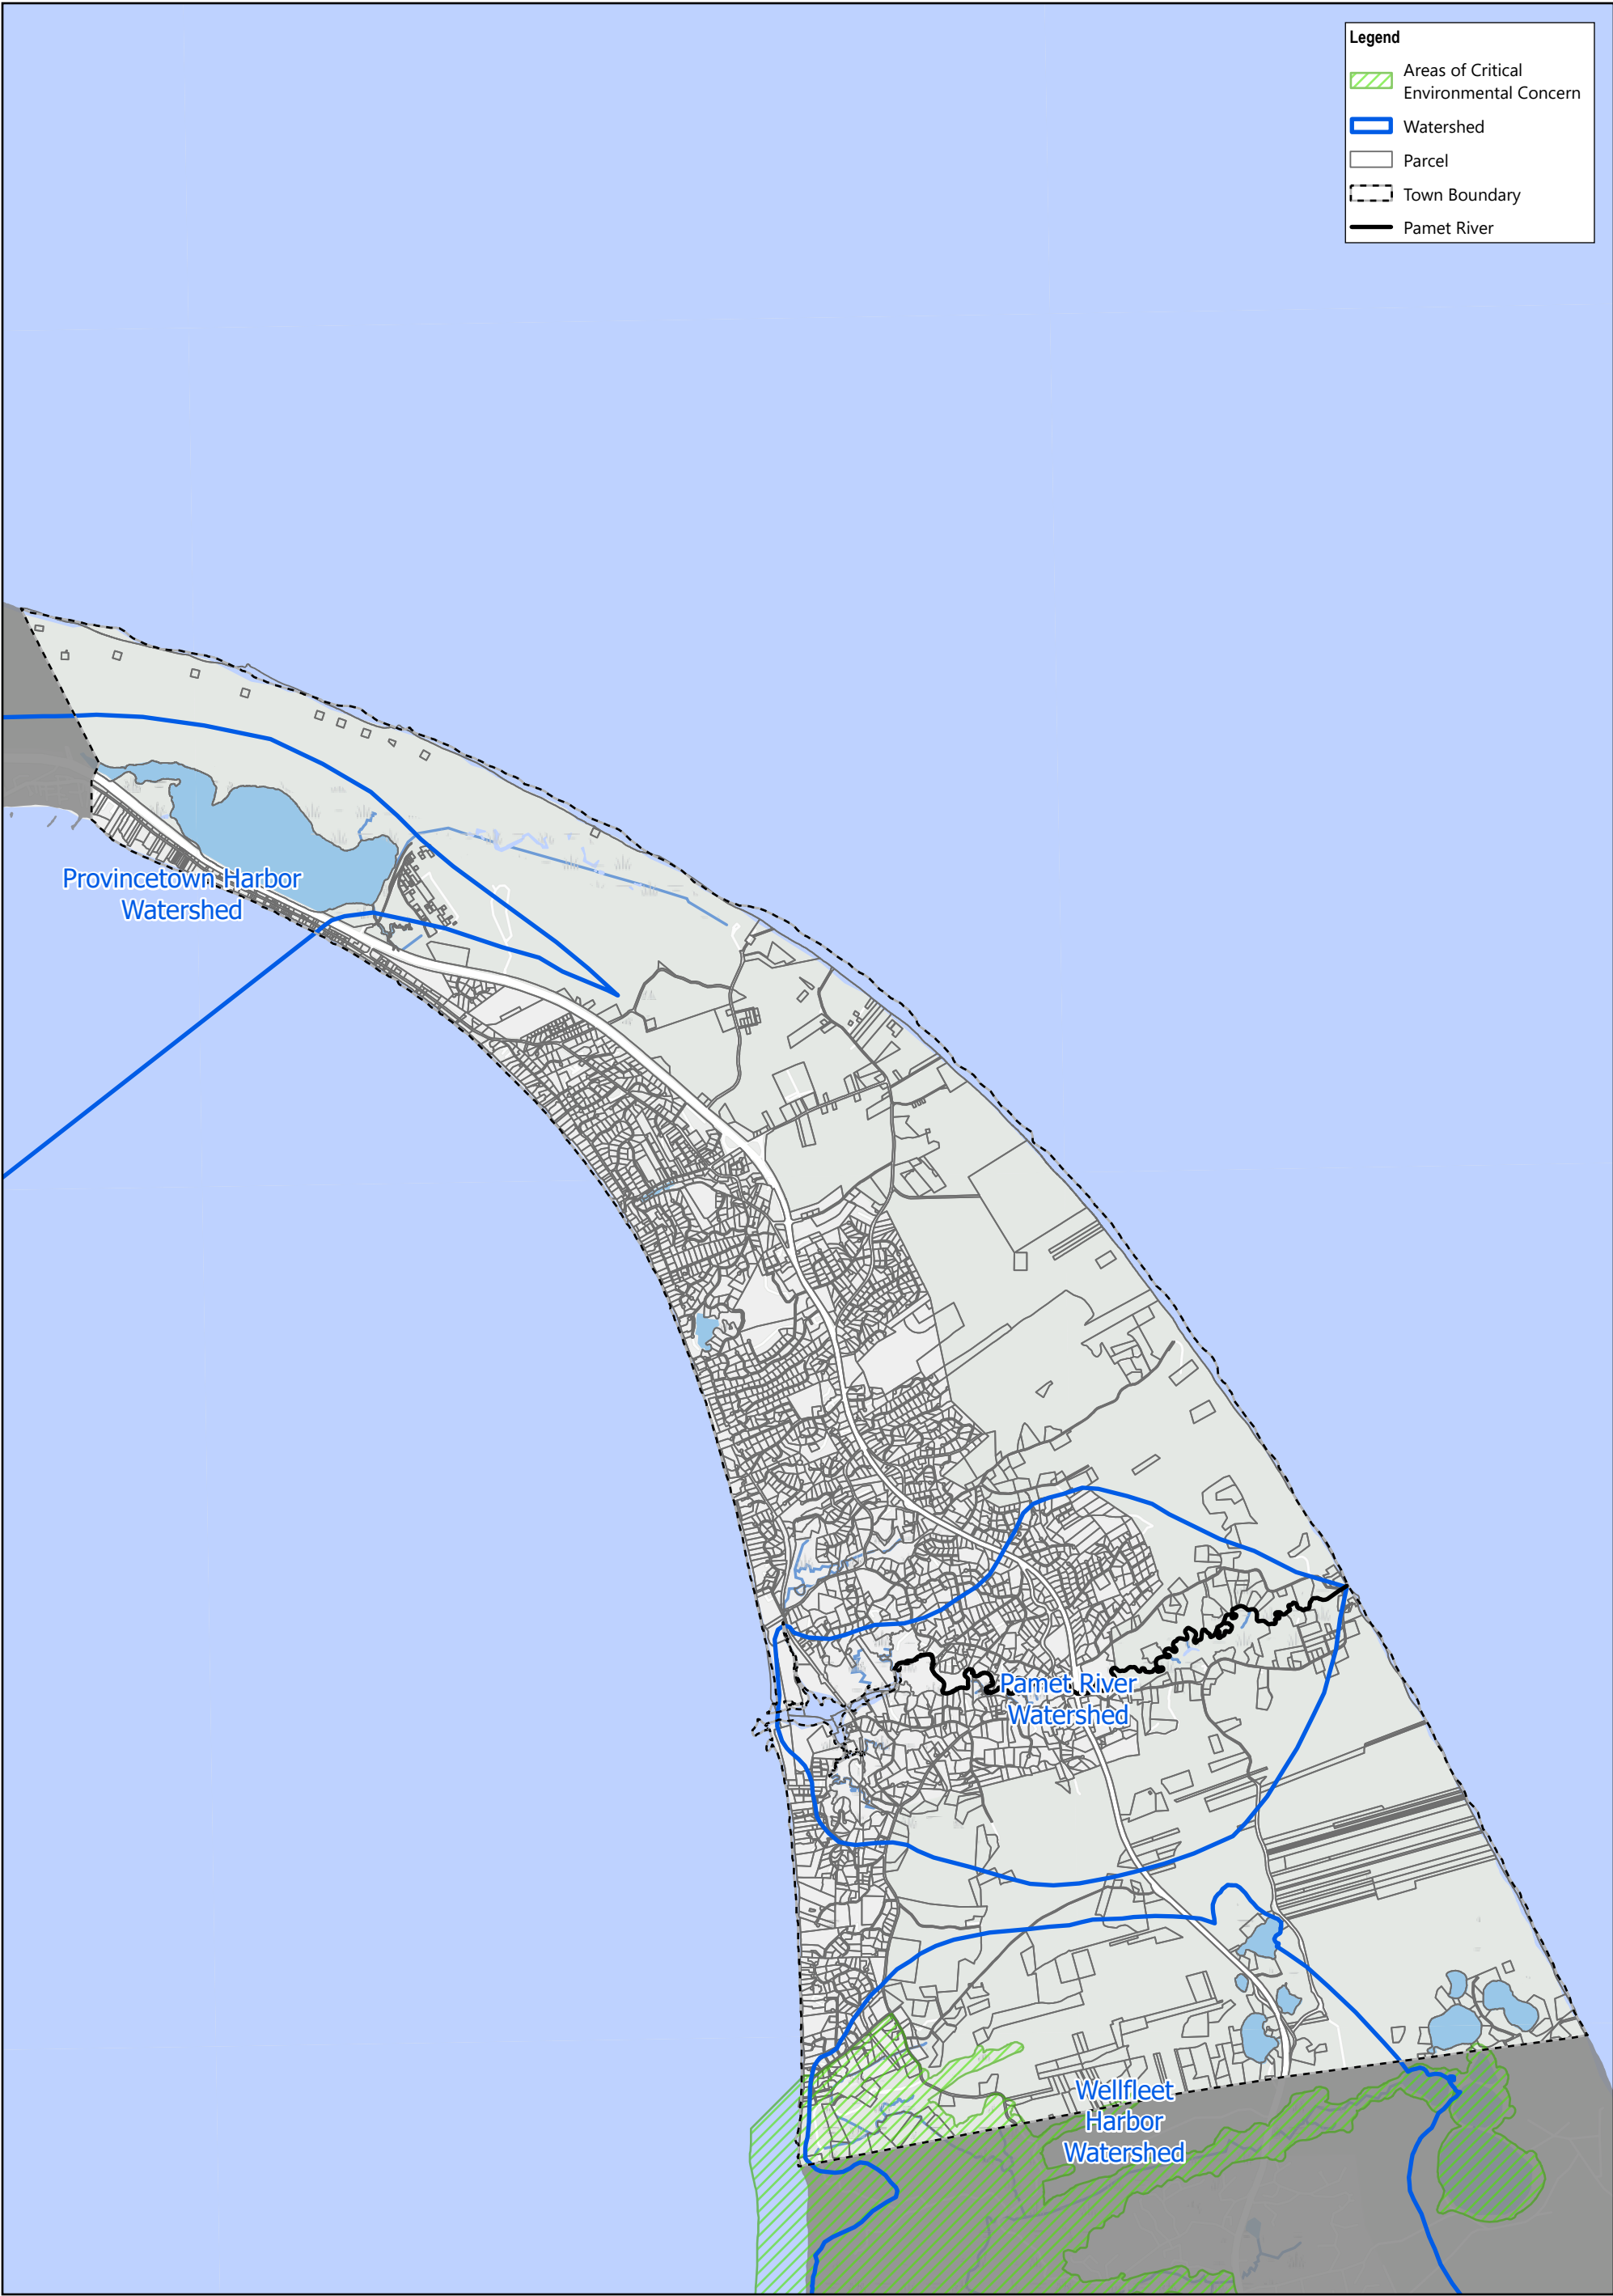 Legend
Areas of Critical
Environmental Concern
Watershed
Parcel
Town Boundary
Pamet River
Provincetown Harbor
Watershed
Pamet River
Watershed
Wellfleet
Harbor
Watershed